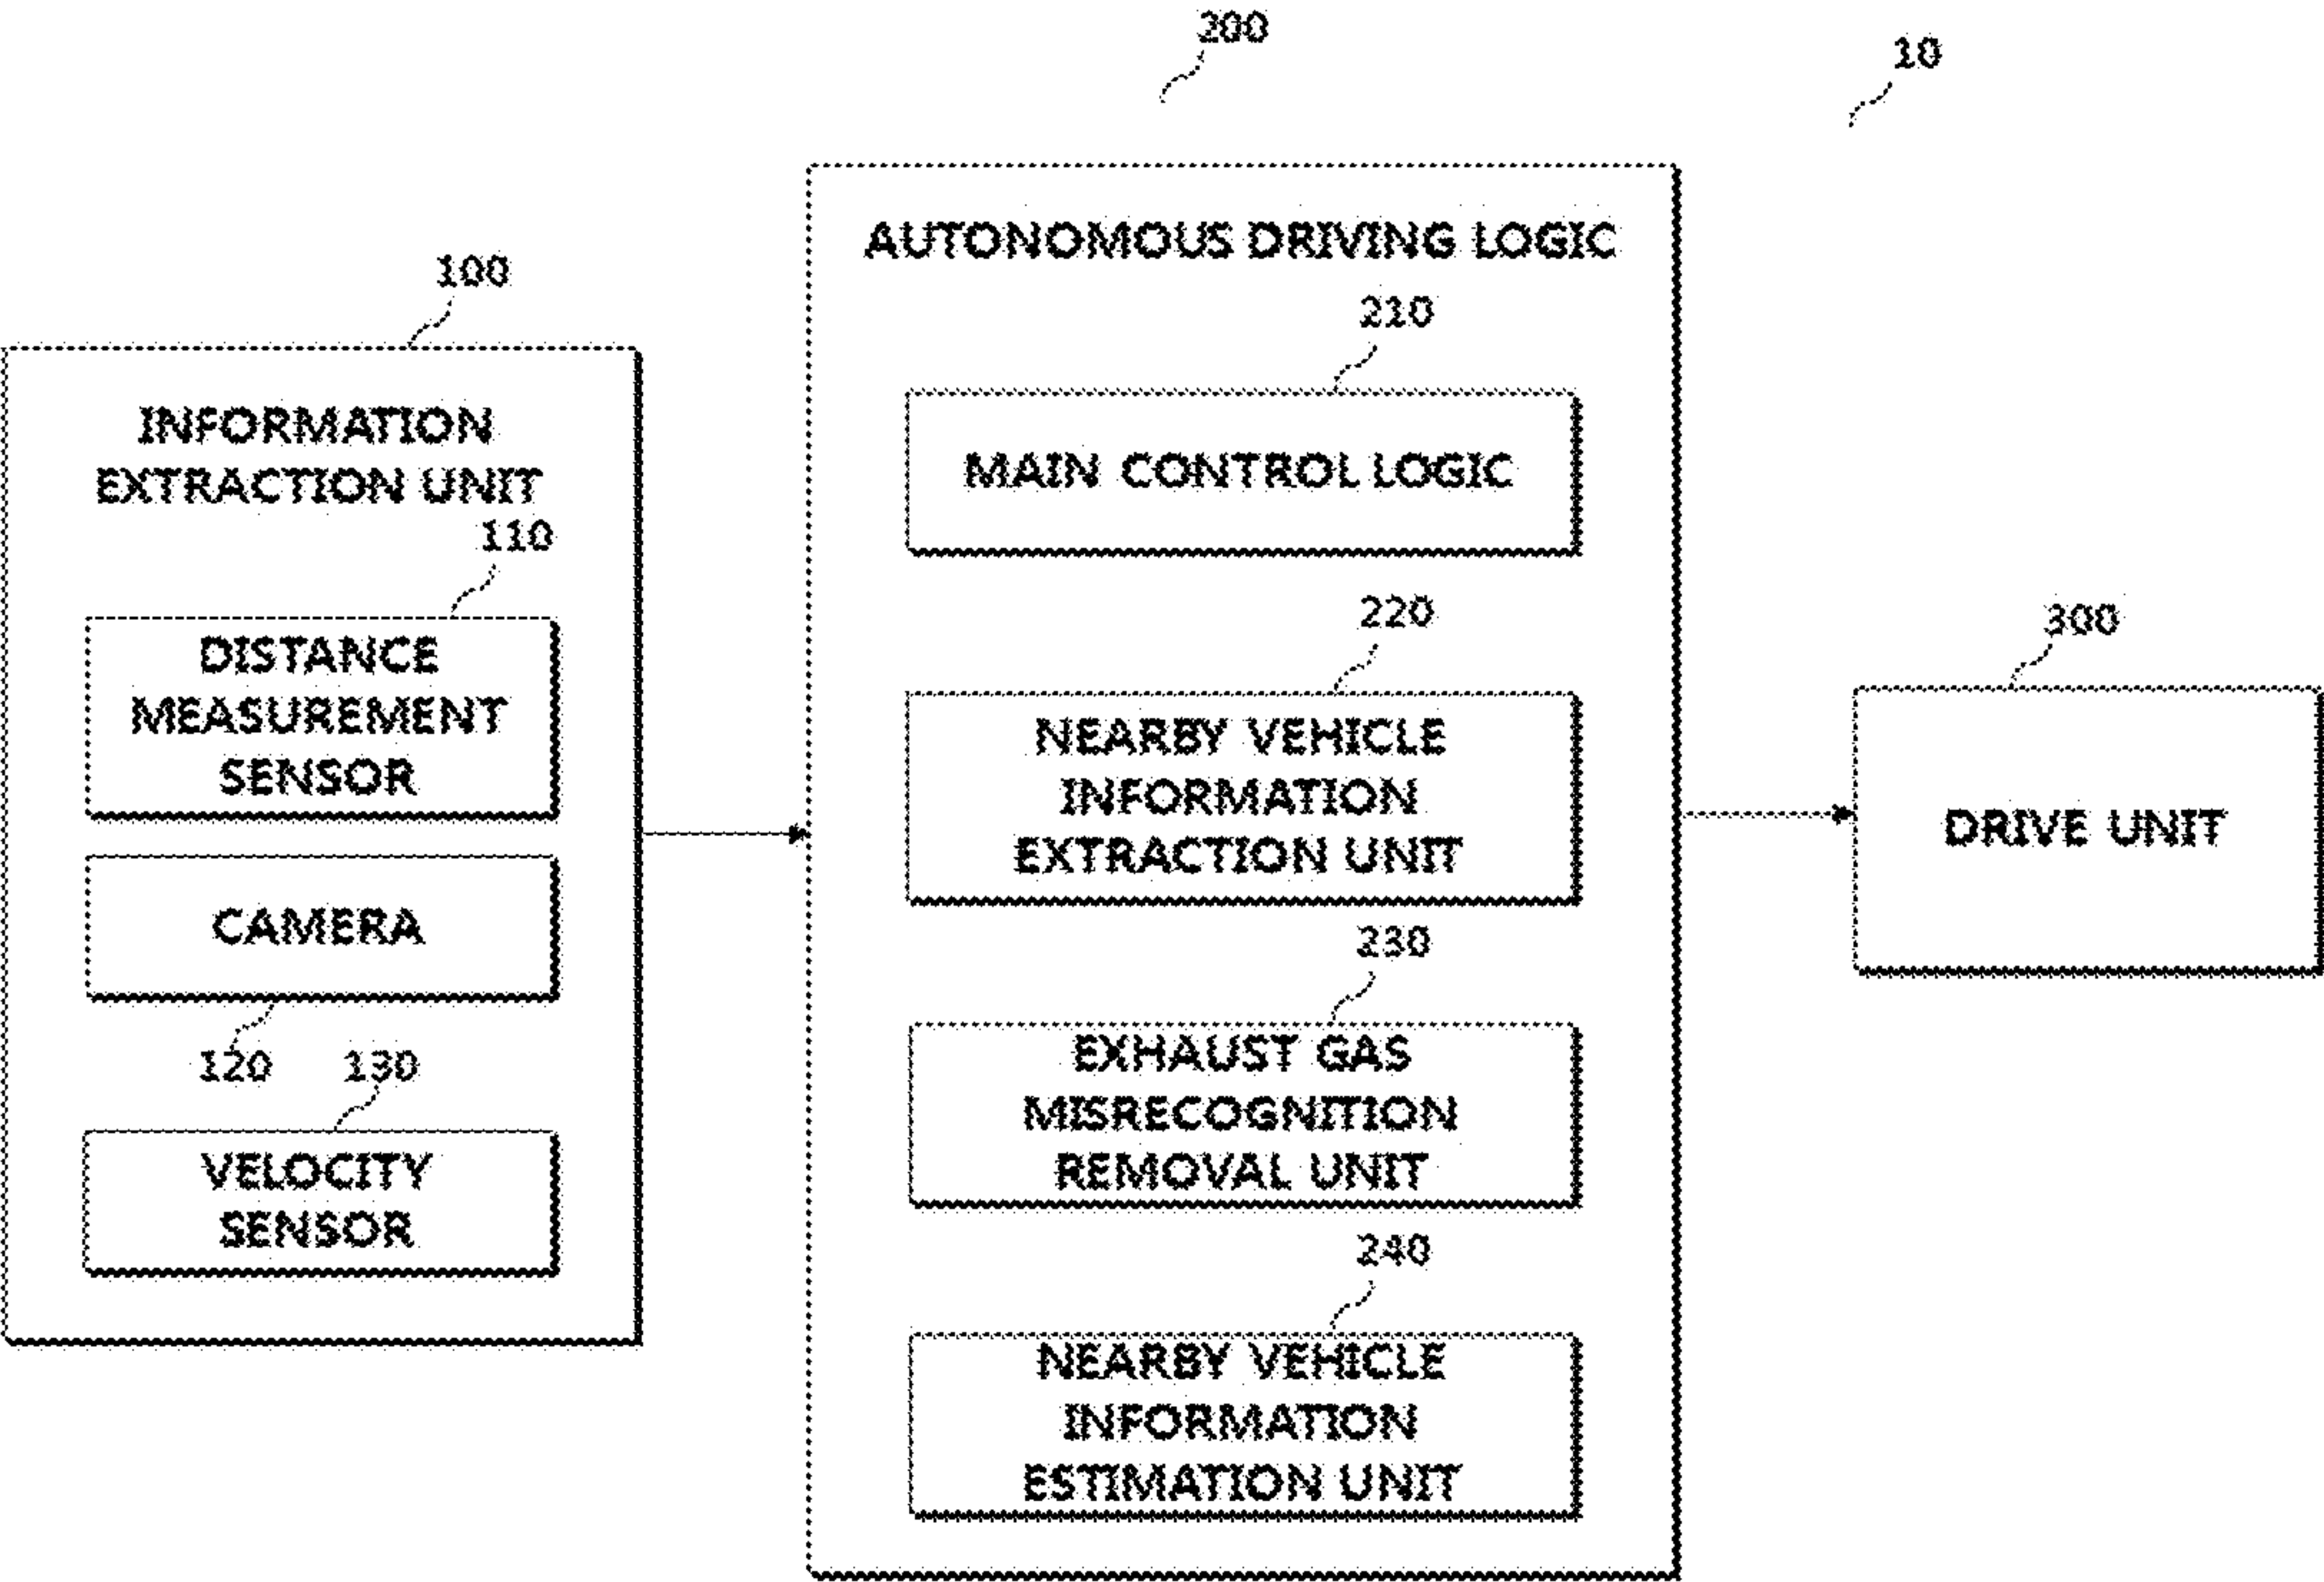 200
10
100
INFORMATION
EXTRACTION UNIT
110
DISTANCE
MEASUREMENT
SENSOR
CAMERA
120
130
VELOCITY
SENSOR
AUTONOMOUS DRIVING LOGIC
210
MAIN CONTROL LOGIC
220
NEARBY VEHICLE
INFORMATION
EXTRACTION UNIT
230
EXHAUST GAS
MISRECOGNITION
REMOVAL UNIT
240
NEARBY VEHICLE
INFORMATION
ESTIMATION UNIT
300
DRIVE UNIT